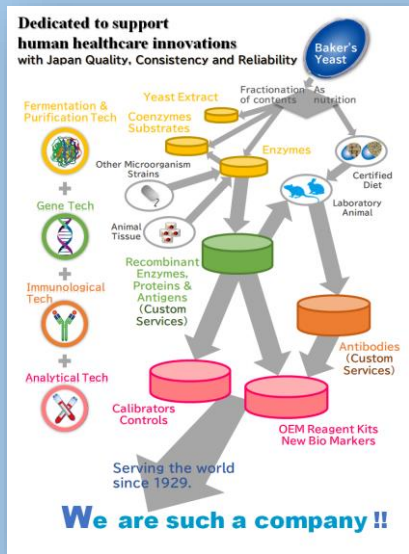 Dedicated to support
human healthcare innovations
with Japan Quality, Consistency and Reliability
Baker's
Yeast
Fractionation
of contents
As
nutrition
Fermentation &
Purification Tech
Yeast Extract
Coenzymes
Substrates
Enzymes
Other Microorganism
Strains
Certified
Diet
+
Gene Tech
Laboratory
Animal
Animal
Tissue
Recombinant
Enzymes,
Proteins &
Antigens
(Custom
Services)
+
Immunological
Tech
Antibodies
(Custom
Services)
+
Analytical Tech
Calibrators
Controls
OEM Reagent Kits
New Bio Markers
Serving the world
since 1929.
We are such a company !!